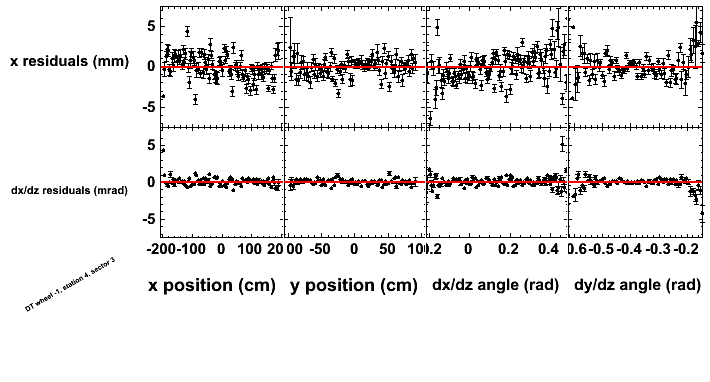 5
x residuals (mm)
0
-5
5
dx/dz residuals (mrad)
0
-5
-200 -100 0 100 20
00 -50 0 50 10
0.2 0 0.2 0.4
0.6 -0.5 -0.4 -0.3 -0.2
x position (cm) y position (cm) dx/dz angle (rad) dy/dz angle (rad)
DT wheel -1, station 4, sector 3